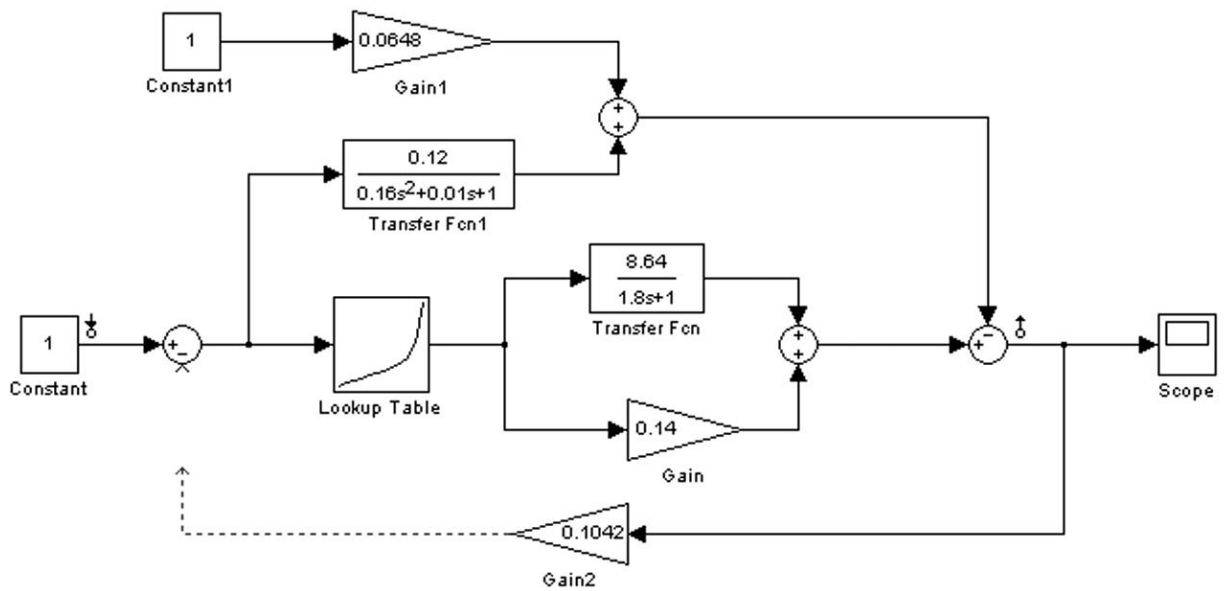 1
Constant1
0.0648
Gain1
+
+
0.12
0.16s²+0.01s+1
Transfer Fcn1
8.64
1.8s+1
Transfer Fcn
1
Constant
+
−
Lookup Table
+
+
+
−
Scope
0.14
Gain
0.1042
Gain2